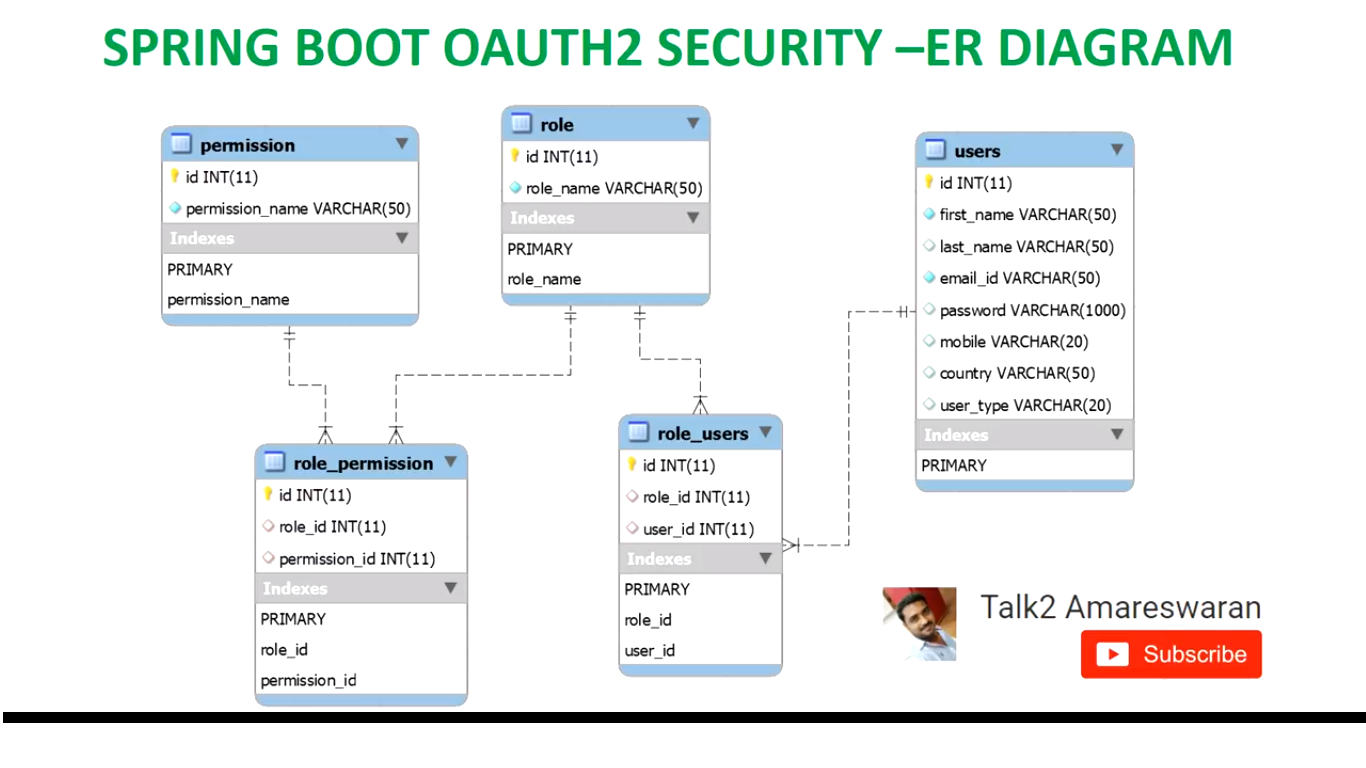 SPRING BOOT OAUTH2 SECURITY –ER DIAGRAM
permission
id INT(11)
permission_name VARCHAR(50)
Indexes
PRIMARY
permission_name
role
id INT(11)
role_name VARCHAR(50)
Indexes
PRIMARY
role_name
users
id INT(11)
first_name VARCHAR(50)
last_name VARCHAR(50)
email_id VARCHAR(50)
password VARCHAR(1000)
mobile VARCHAR(20)
country VARCHAR(50)
user_type VARCHAR(20)
Indexes
PRIMARY
role_permission
id INT(11)
role_id INT(11)
permission_id INT(11)
Indexes
PRIMARY
role_id
permission_id
role_users
id INT(11)
role_id INT(11)
user_id INT(11)
Indexes
PRIMARY
role_id
user_id
Talk2 Amareswaran
Subscribe